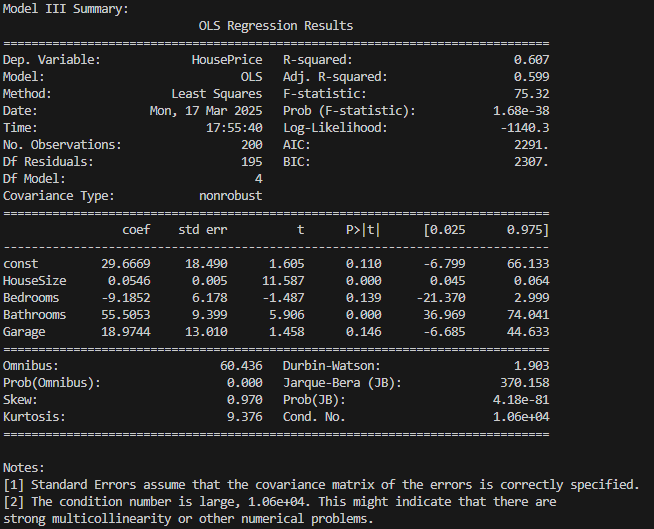 Model III Summary:
                            OLS Regression Results
==============================================================================
Dep. Variable:             HousePrice   R-squared:                       0.607
Model:                            OLS   Adj. R-squared:                  0.599
Method:                 Least Squares   F-statistic:                     75.32
Date:                Mon, 17 Mar 2025   Prob (F-statistic):           1.68e-38
Time:                        17:55:40   Log-Likelihood:                -1140.3
No. Observations:                 200   AIC:                             2291.
Df Residuals:                     195   BIC:                             2307.
Df Model:                           4
Covariance Type:            nonrobust
==============================================================================
                 coef    std err          t      P>|t|      [0.025      0.975]
------------------------------------------------------------------------------
const         29.6669     18.490      1.605      0.110      -6.799      66.133
HouseSize      0.0546      0.005     11.587      0.000       0.045       0.064
Bedrooms      -9.1852      6.178     -1.487      0.139     -21.370       2.999
Bathrooms     55.5053      9.399      5.906      0.000      36.969      74.041
Garage        18.9744     13.010      1.458      0.146      -6.685      44.633
==============================================================================
Omnibus:                       60.436   Durbin-Watson:                   1.903
Prob(Omnibus):                  0.000   Jarque-Bera (JB):              370.158
Skew:                           0.970   Prob(JB):                     4.18e-81
Kurtosis:                       9.376   Cond. No.                     1.06e+04
==============================================================================

Notes:
[1] Standard Errors assume that the covariance matrix of the errors is correctly specified.
[2] The condition number is large, 1.06e+04. This might indicate that there are
strong multicollinearity or other numerical problems.